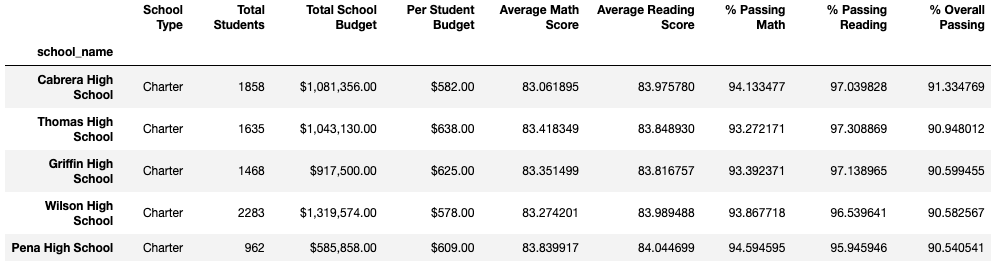 School Type Total Students Total School Budget Per Student Budget Average Math Score Average Reading Score % Passing Math % Passing Reading % Overall Passing
school_name
Cabrera High School Charter 1858 $1,081,356.00 $582.00 83.061895 83.975780 94.133477 97.039828 91.334769
Thomas High School Charter 1635 $1,043,130.00 $638.00 83.418349 83.848930 93.272171 97.308869 90.948012
Griffin High School Charter 1468 $917,500.00 $625.00 83.351499 83.816757 93.392371 97.138965 90.599455
Wilson High School Charter 2283 $1,319,574.00 $578.00 83.274201 83.989488 93.867718 96.539641 90.582567
Pena High School Charter 962 $585,858.00 $609.00 83.839917 84.044699 94.594595 95.945946 90.540541